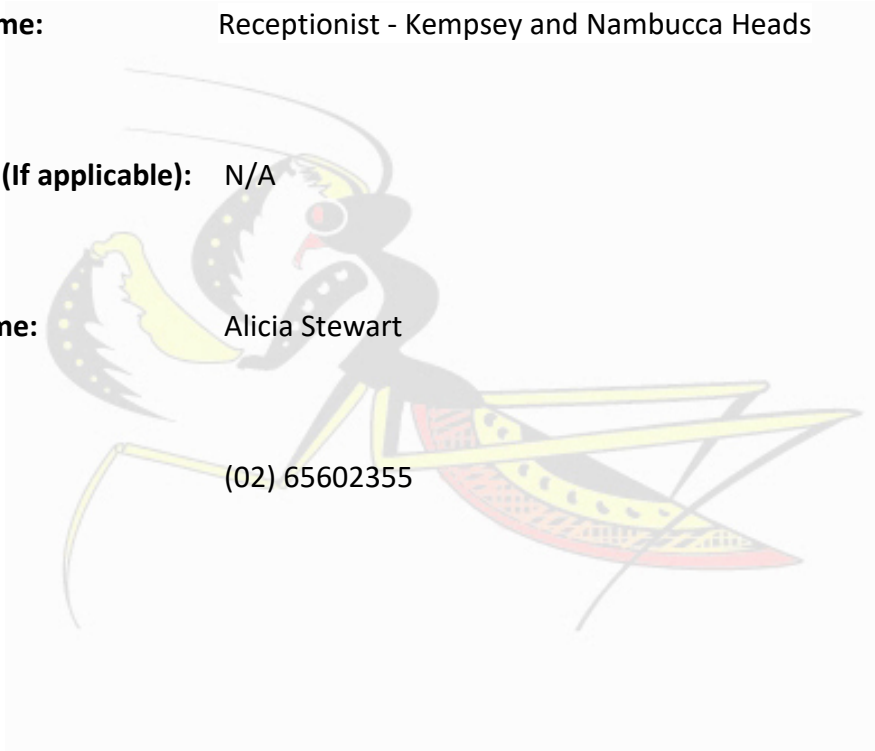 me: Receptionist - Kempsey and Nambucca Heads
(If applicable): N/A
me: Alicia Stewart
(02) 65602355